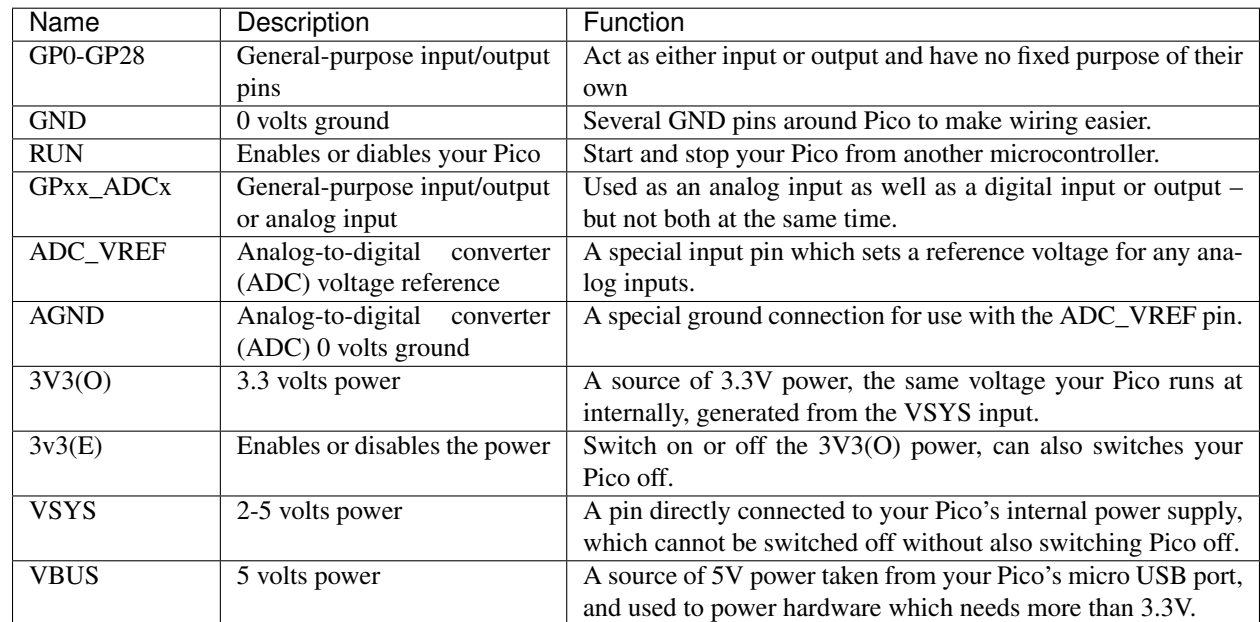 Name Description Function
GP0-GP28 General-purpose input/output Act as either input or output and have no fixed purpose of their
pins own
GND 0 volts ground Several GND pins around Pico to make wiring easier.
RUN Enables or diables your Pico Start and stop your Pico from another microcontroller.
GPxx_ADCx General-purpose input/output Used as an analog input as well as a digital input or output –
or analog input but not both at the same time.
ADC_VREF Analog-to-digital converter A special input pin which sets a reference voltage for any ana-
(ADC) voltage reference log inputs.
AGND Analog-to-digital converter A special ground connection for use with the ADC_VREF pin.
(ADC) 0 volts ground
3V3(O) 3.3 volts power A source of 3.3V power, the same voltage your Pico runs at
internally, generated from the VSYS input.
3v3(E) Enables or disables the power Switch on or off the 3V3(O) power, can also switches your
Pico off.
VSYS 2-5 volts power A pin directly connected to your Pico's internal power supply,
which cannot be switched off without also switching Pico off.
VBUS 5 volts power A source of 5V power taken from your Pico's micro USB port,
and used to power hardware which needs more than 3.3V.